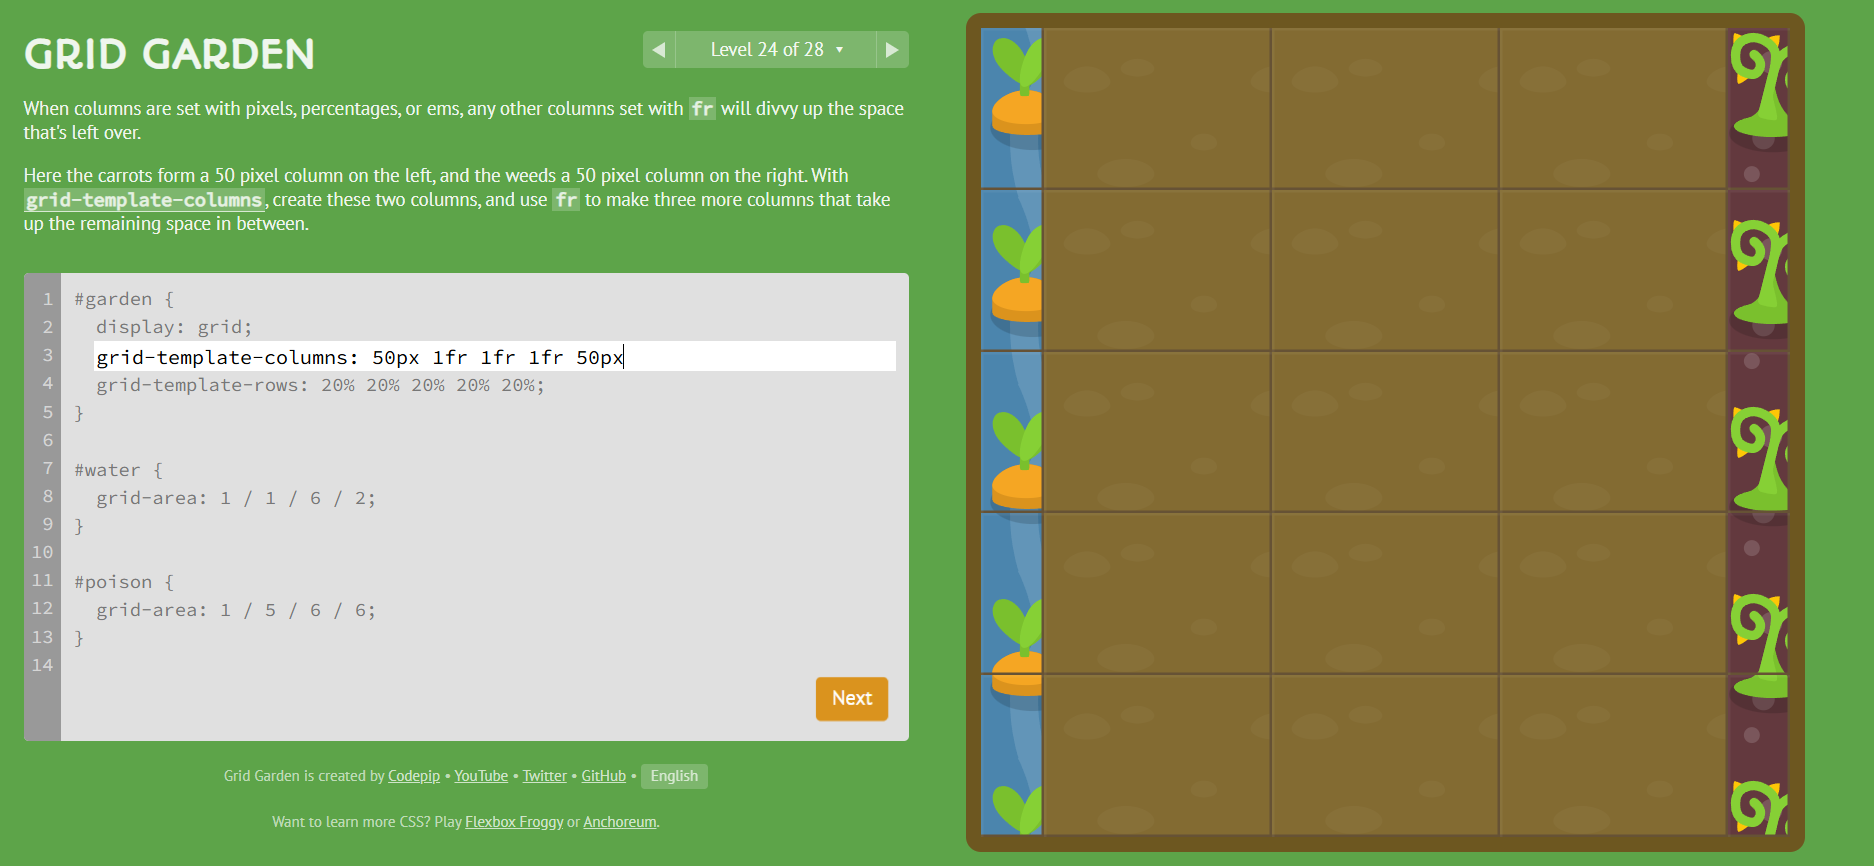 GRID GARDEN
Level 24 of 28
When columns are set with pixels, percentages, or ems, any other columns set with fr will divvy up the space
that's left over.
Here the carrots form a 50 pixel column on the left, and the weeds a 50 pixel column on the right. With
grid-template-columns, create these two columns, and use fr to make three more columns that take
up the remaining space in between.
1 #garden {
2 display: grid;
3 grid-template-columns: 50px 1fr 1fr 1fr 50px
4 grid-template-rows: 20% 20% 20% 20% 20%;
5 }
6
7 #water {
8 grid-area: 1 / 1 / 6 / 2;
9 }
10
11 #poison {
12 grid-area: 1 / 5 / 6 / 6;
13 }
14
Next
Grid Garden is created by Codepip • YouTube • Twitter • GitHub • English
Want to learn more CSS? Play Flexbox Froggy or Anchoreum.